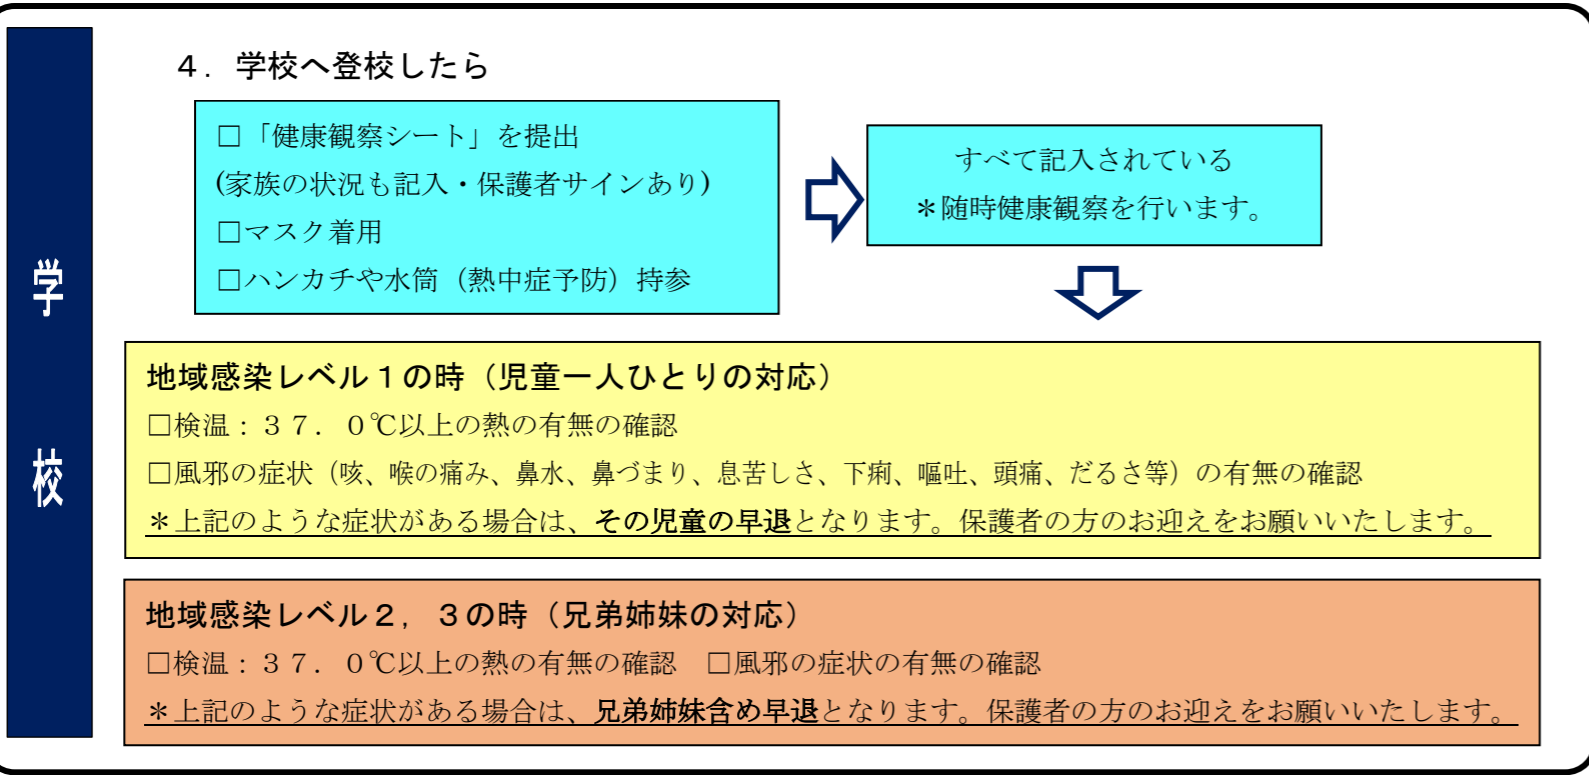 学校
４．学校へ登校したら
□「健康観察シート」を提出
(家族の状況も記入・保護者サインあり)
□マスク着用
□ハンカチや水筒（熱中症予防）持参
すべて記入されている
＊随時健康観察を行います。
地域感染レベル１の時（児童一人ひとりの対応）
□検温：３７．０℃以上の熱の有無の確認
□風邪の症状（咳、喉の痛み、鼻水、鼻づまり、息苦しさ、下痢、嘔吐、頭痛、だるさ等）の有無の確認
＊上記のような症状がある場合は、その児童の早退となります。保護者の方のお迎えをお願いいたします。
地域感染レベル２，３の時（兄弟姉妹の対応）
□検温：３７．０℃以上の熱の有無の確認　□風邪の症状の有無の確認
＊上記のような症状がある場合は、兄弟姉妹含め早退となります。保護者の方のお迎えをお願いいたします。